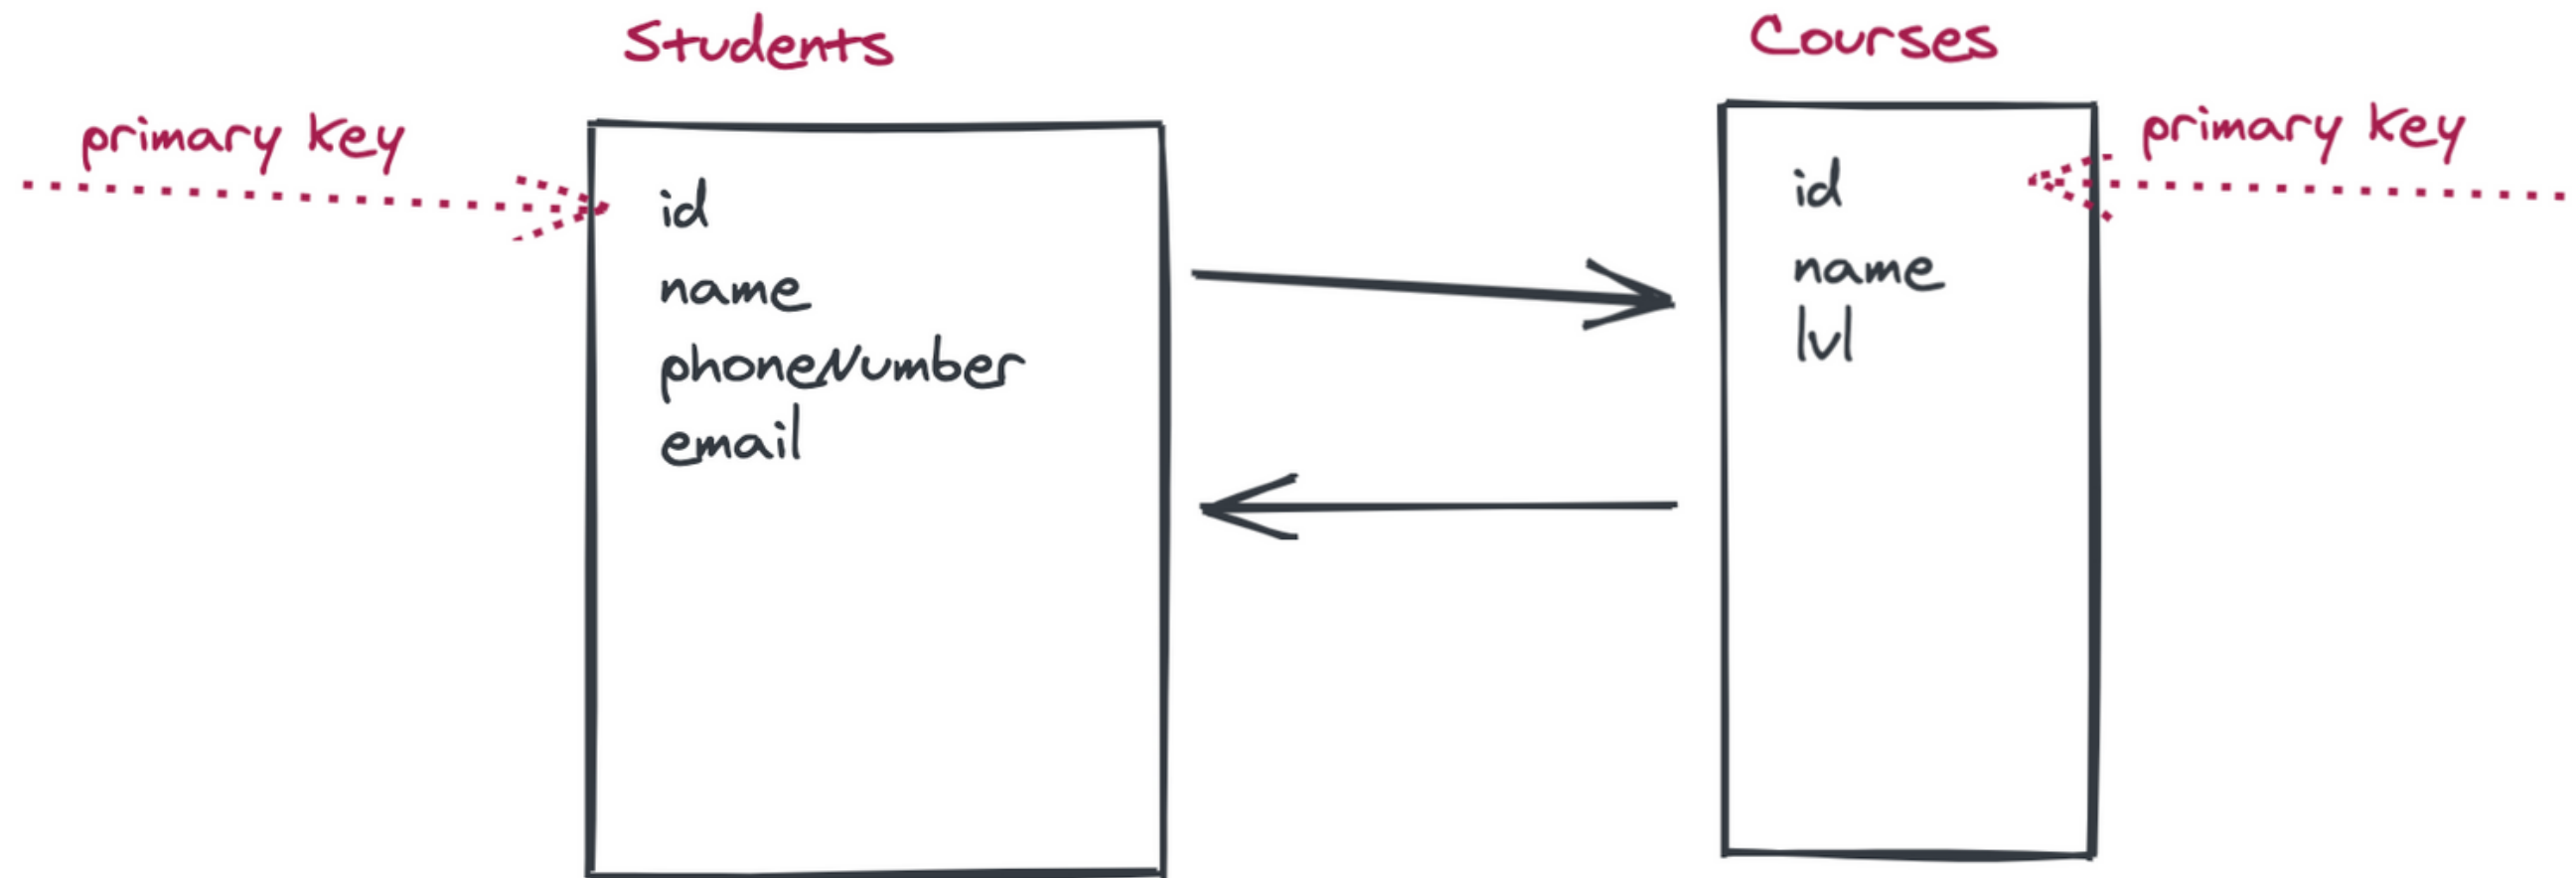 Students
primary key
id
name
phoneNumber
email
Courses
primary key
id
name
lvl